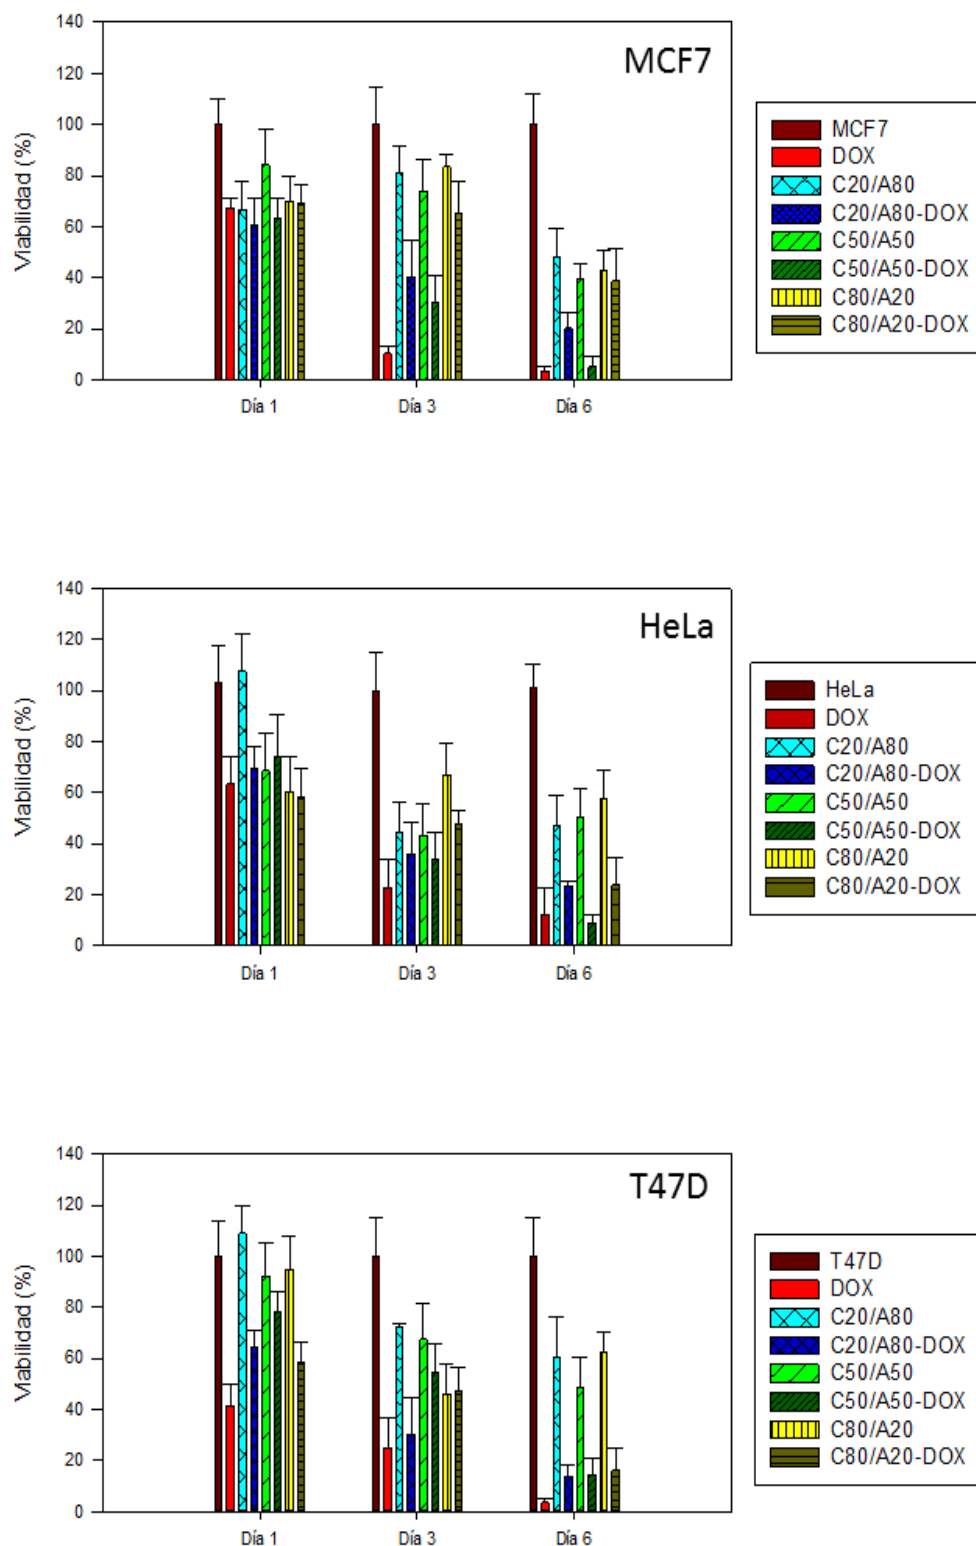 MCF7
Viabilidad (%)
140
120
100
80
60
40
20
0
Día 1
Día 3
Día 6
MCF7
DOX
C20/A80
C20/A80-DOX
C50/A50
C50/A50-DOX
C80/A20
C80/A20-DOX
HeLa
Viabilidad (%)
140
120
100
80
60
40
20
0
Día 1
Día 3
Día 6
HeLa
DOX
C20/A80
C20/A80-DOX
C50/A50
C50/A50-DOX
C80/A20
C80/A20-DOX
T47D
Viabilidad (%)
140
120
100
80
60
40
20
0
Día 1
Día 3
Día 6
T47D
DOX
C20/A80
C20/A80-DOX
C50/A50
C50/A50-DOX
C80/A20
C80/A20-DOX